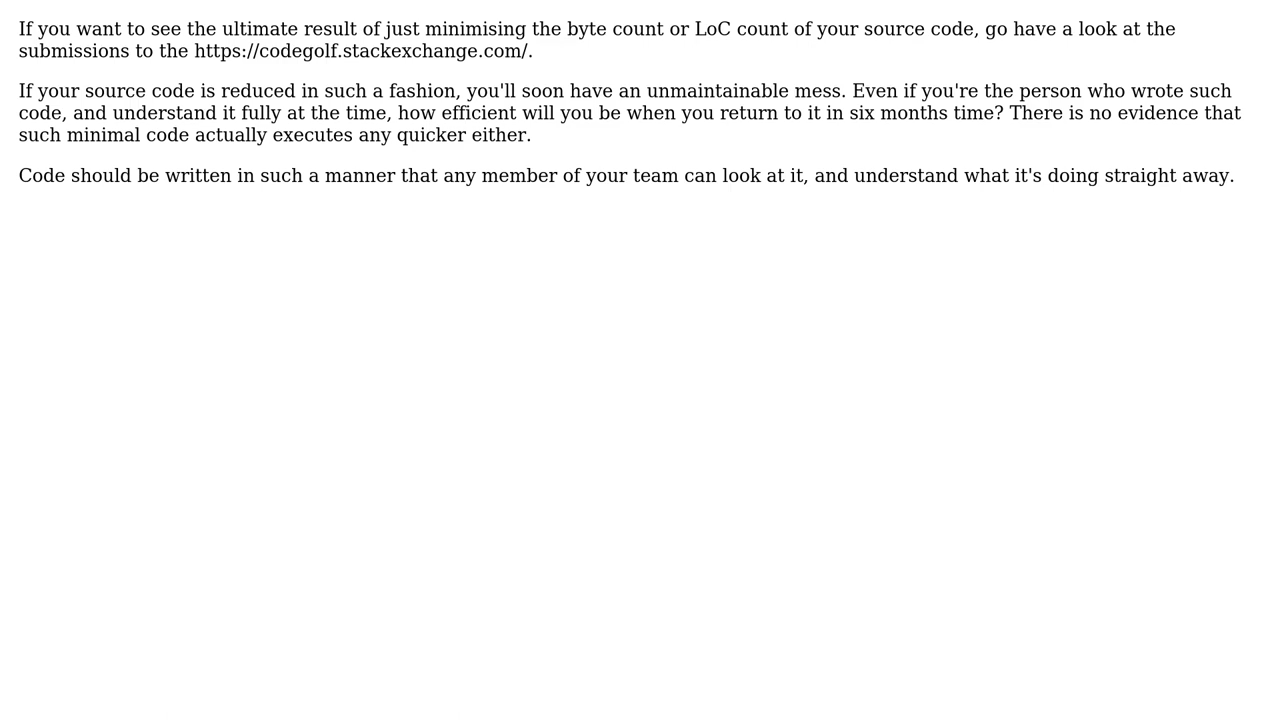 If you want to see the ultimate result of just minimising the byte count or LoC count of your source code, go have a look at the
submissions to the https://codegolf.stackexchange.com/.
If your source code is reduced in such a fashion, you'll soon have an unmaintainable mess. Even if you're the person who wrote such
code, and understand it fully at the time, how efficient will you be when you return to it in six months time? There is no evidence that
such minimal code actually executes any quicker either.
Code should be written in such a manner that any member of your team can look at it, and understand what it's doing straight away.